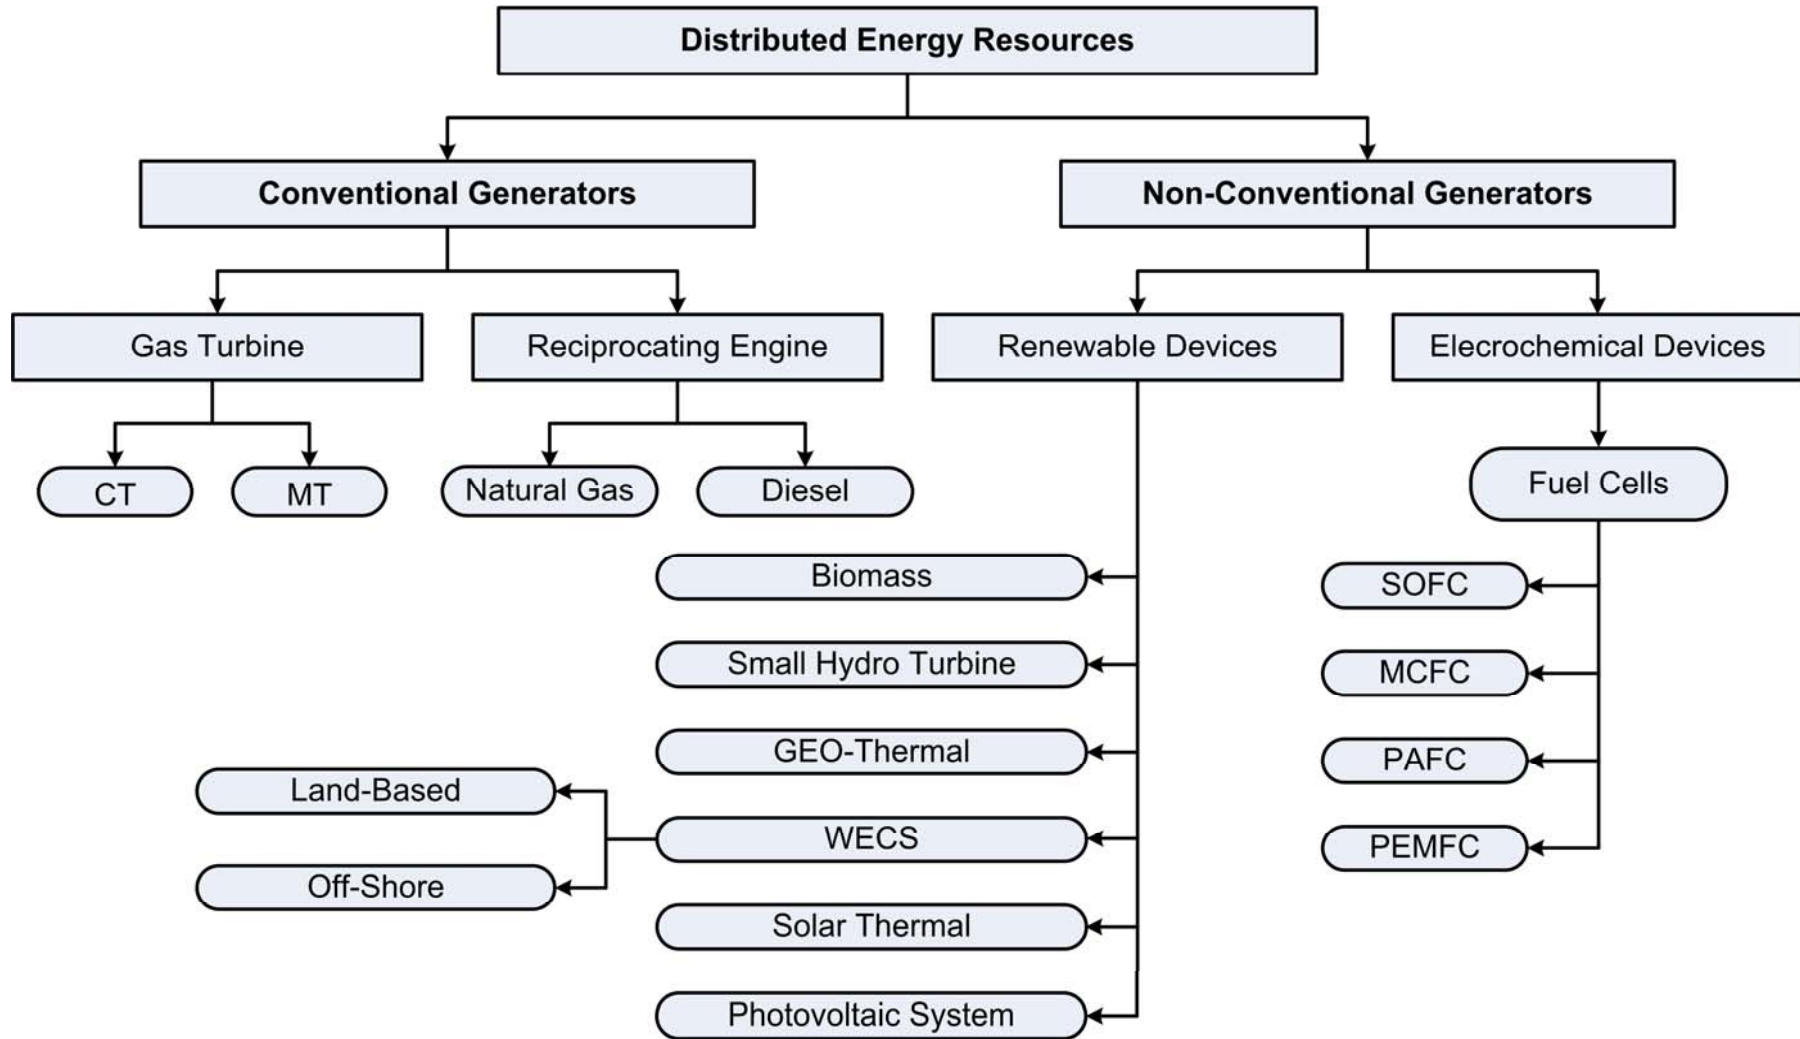 Distributed Energy Resources
Conventional Generators
Non-Conventional Generators
Gas Turbine
Reciprocating Engine
Renewable Devices
Elecrochemical Devices
CT
MT
Natural Gas
Diesel
Fuel Cells
Biomass
Small Hydro Turbine
GEO-Thermal
WECS
Solar Thermal
Photovoltaic System
Land-Based
Off-Shore
SOFC
MCFC
PAFC
PEMFC